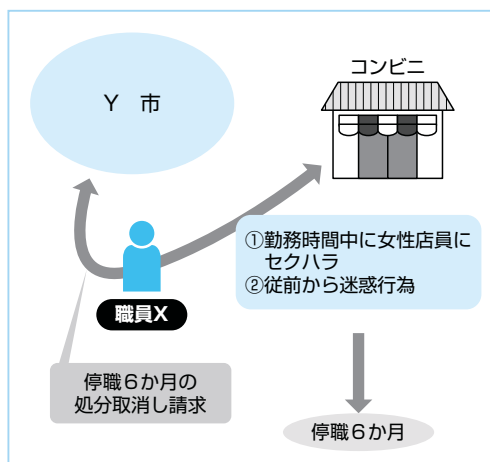 Y 市
コンビニ
①勤務時間中に女性店員に
セクハラ
②従前から迷惑行為
職員X
停職6か月の
処分取消し請求
停職6か月